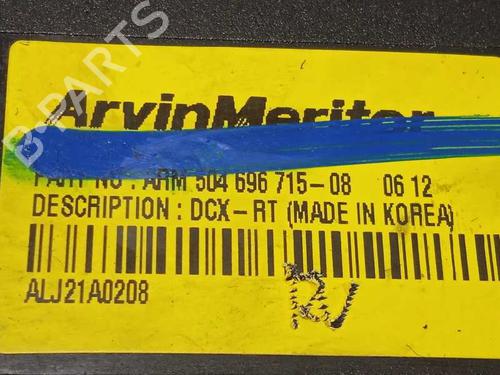 ArvinMeritor
PART NO : ARM 504 696 715-08 06 12
DESCRIPTION : DCX-RT (MADE IN KOREA)
ALJ21A0208
B-PARTS